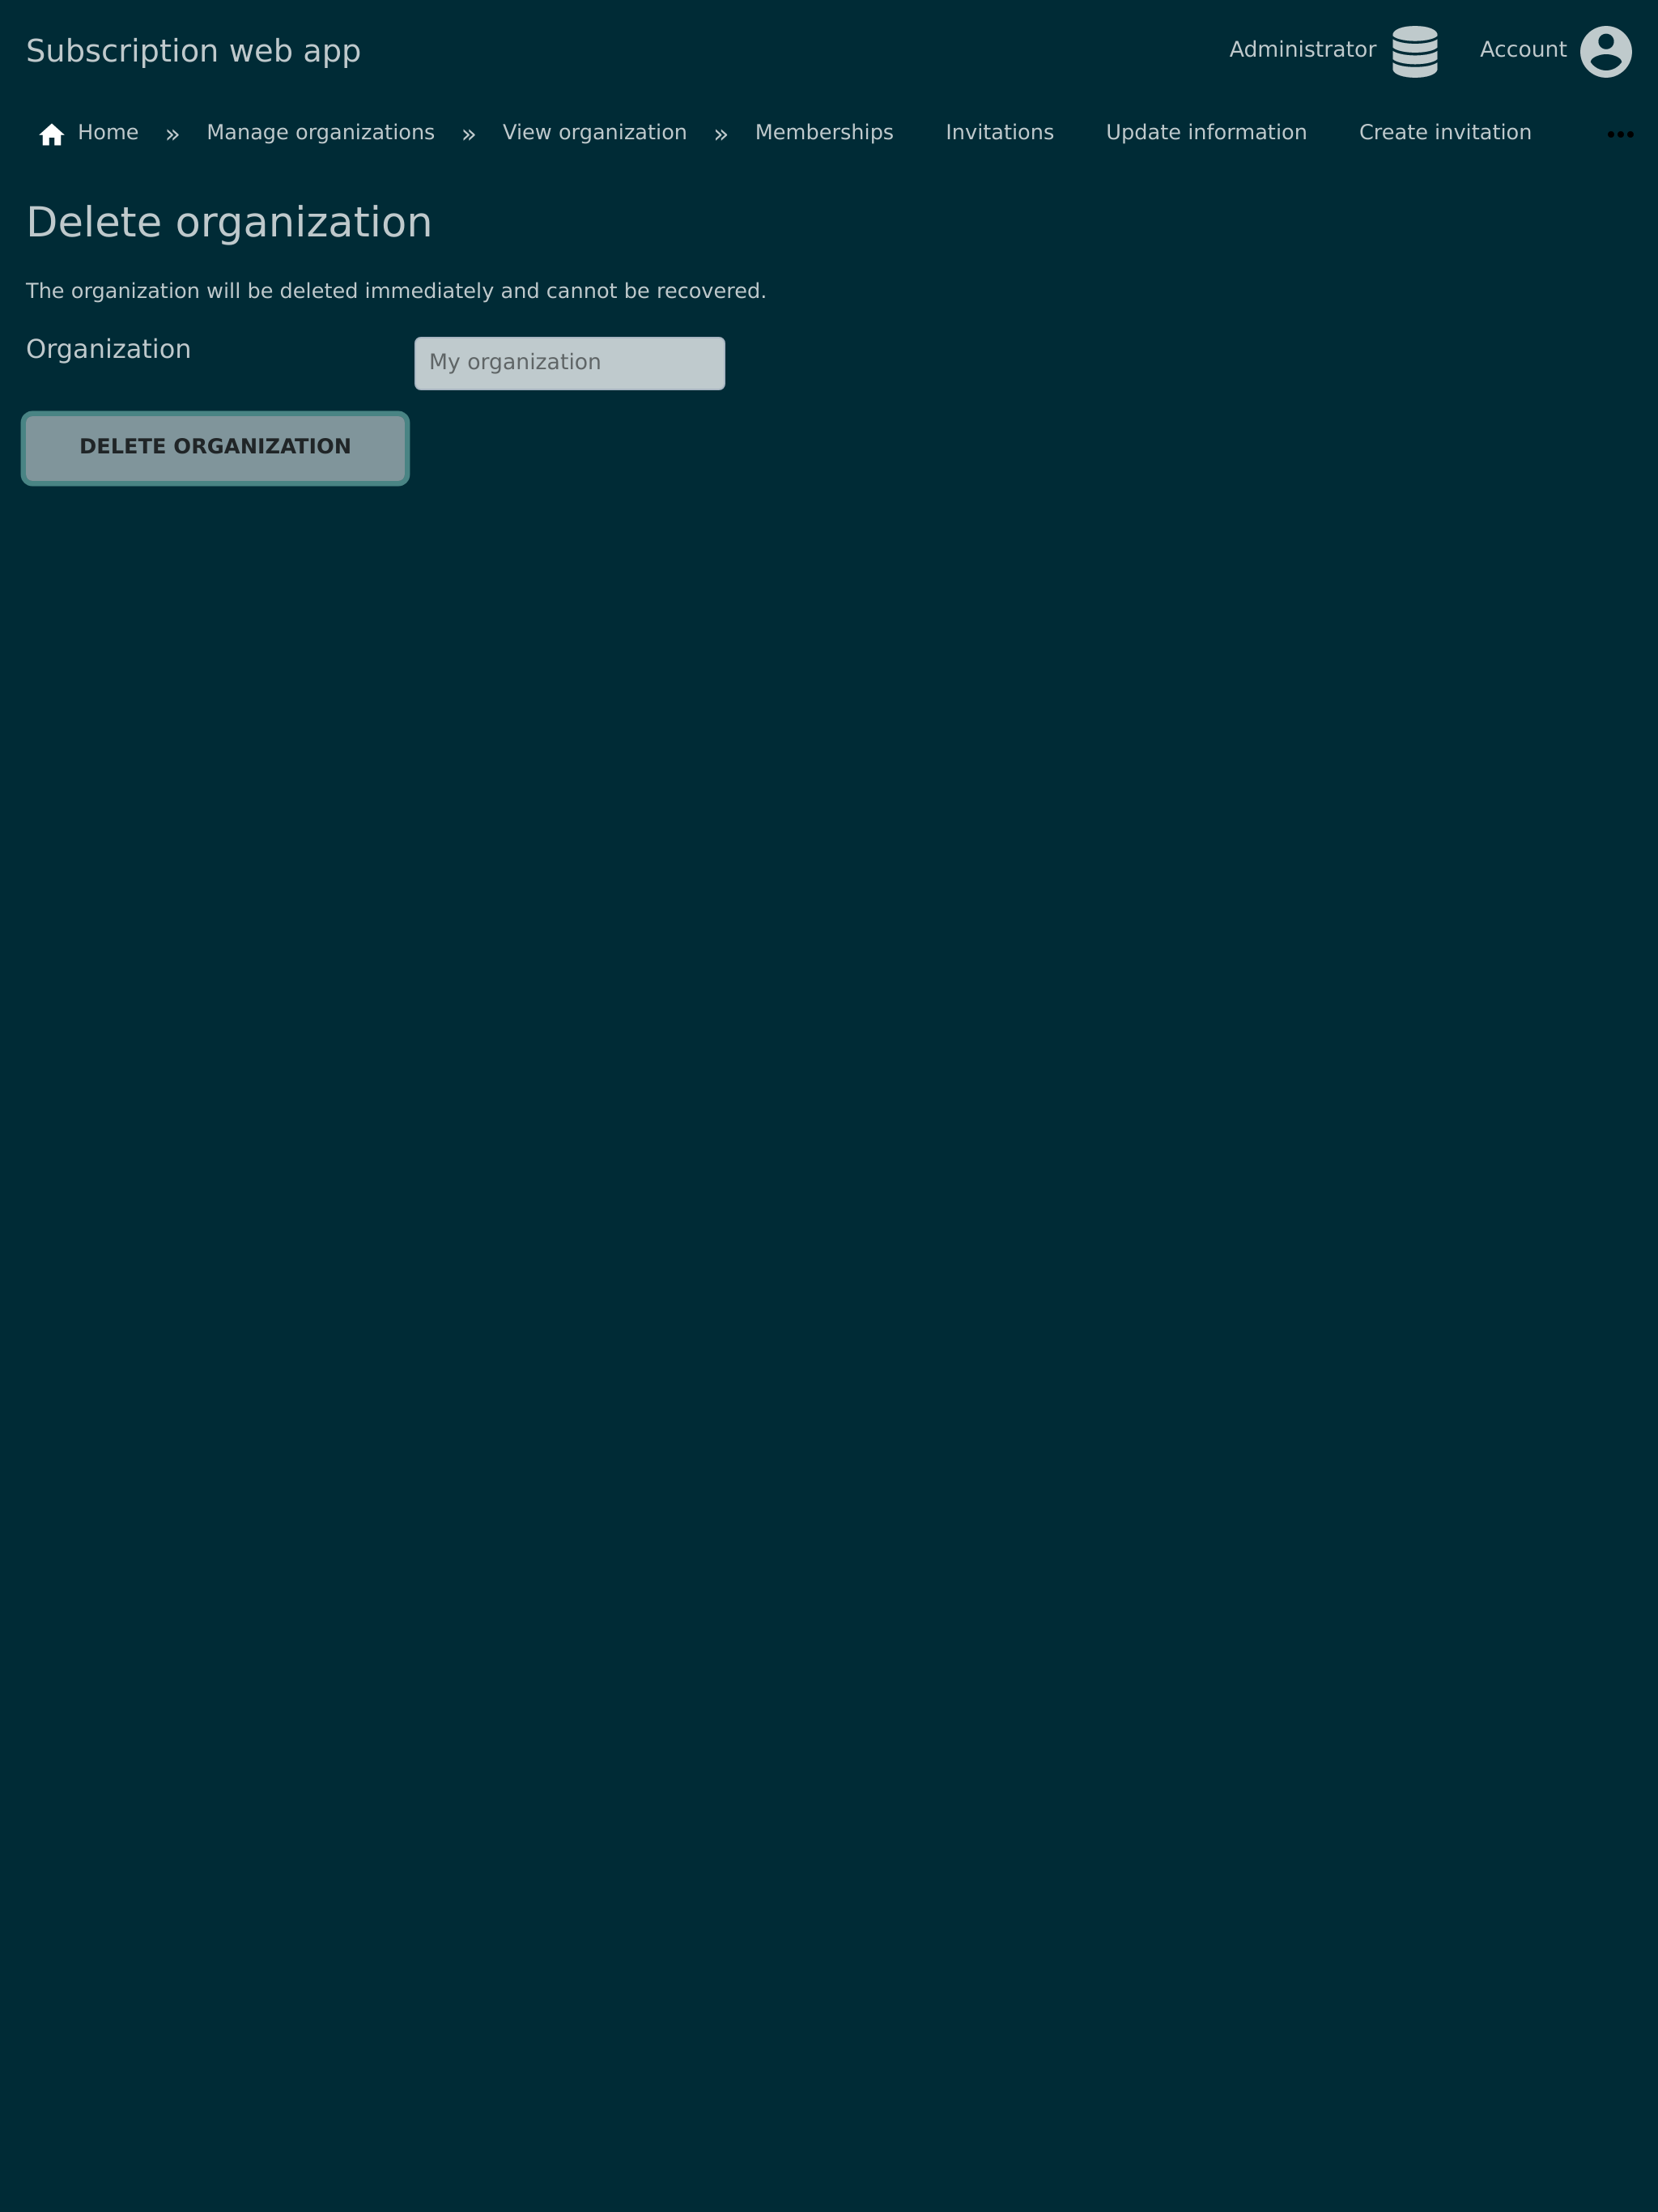 Subscription web app
Administrator
Account
Home » Manage organizations » View organization » Memberships Invitations Update information Create invitation •••
Delete organization
The organization will be deleted immediately and cannot be recovered.
Organization
My organization
DELETE ORGANIZATION